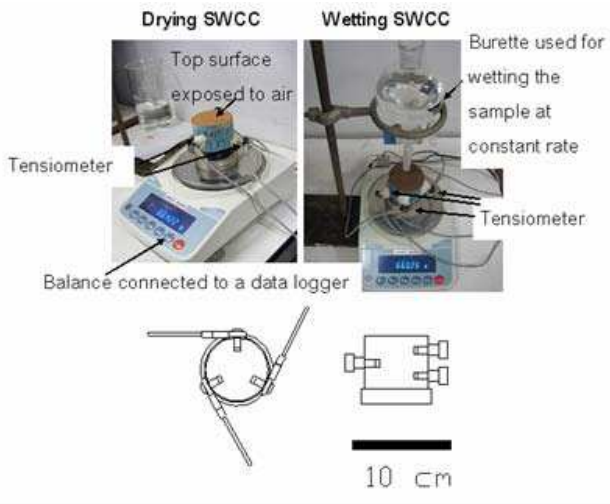 Drying SWCC
Wetting SWCC
Top surface
exposed to air
Tensiometer
Burette used for
wetting the
sample at
constant rate
Tensiometer
Balance connected to a data logger
10 cm